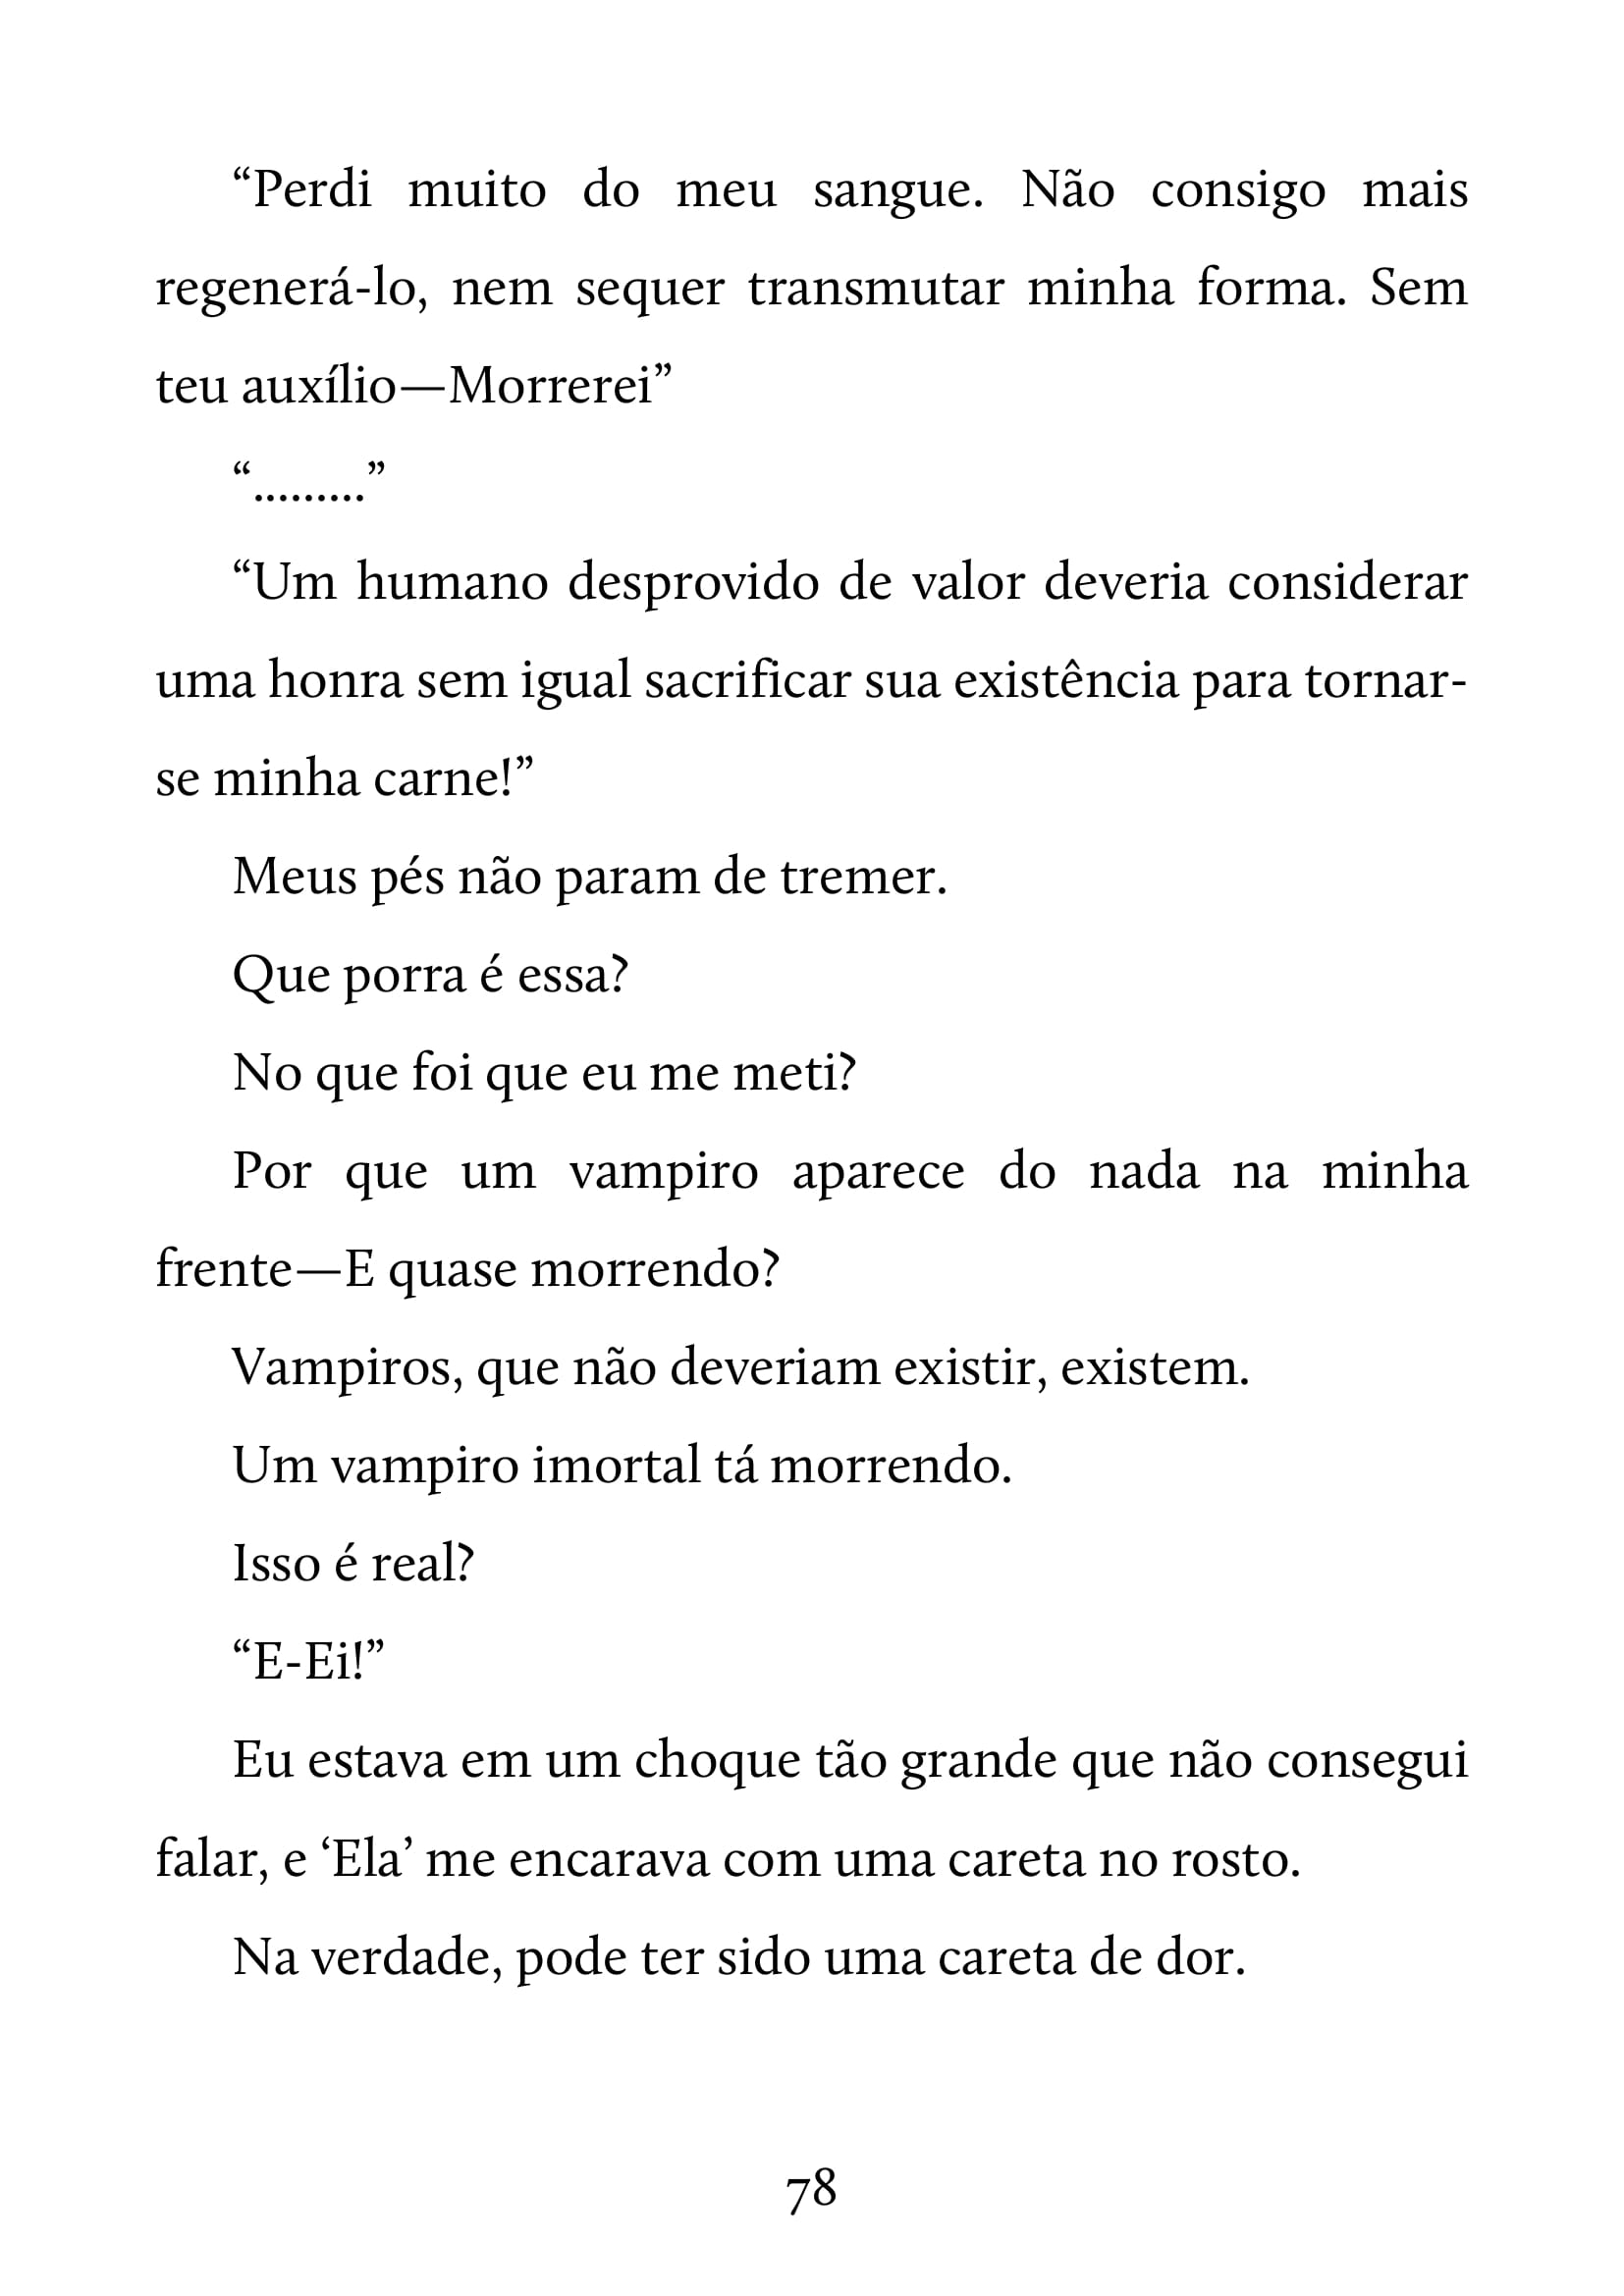 “Perdi muito do meu sangue. Não consigo mais
regenerá-lo, nem sequer transmutar minha forma. Sem
teu auxílio—Morrerei”
“.........”
“Um humano desprovido de valor deveria considerar
uma honra sem igual sacrificar sua existência para tornar-
se minha carne!”
Meus pés não param de tremer.
Que porra é essa?
No que foi que eu me meti?
Por que um vampiro aparece do nada na minha
frente—E quase morrendo?
Vampiros, que não deveriam existir, existem.
Um vampiro imortal tá morrendo.
Isso é real?
“E-Ei!”
Eu estava em um choque tão grande que não consegui
falar, e ‘Ela’ me encarava com uma careta no rosto.
Na verdade, pode ter sido uma careta de dor.
78